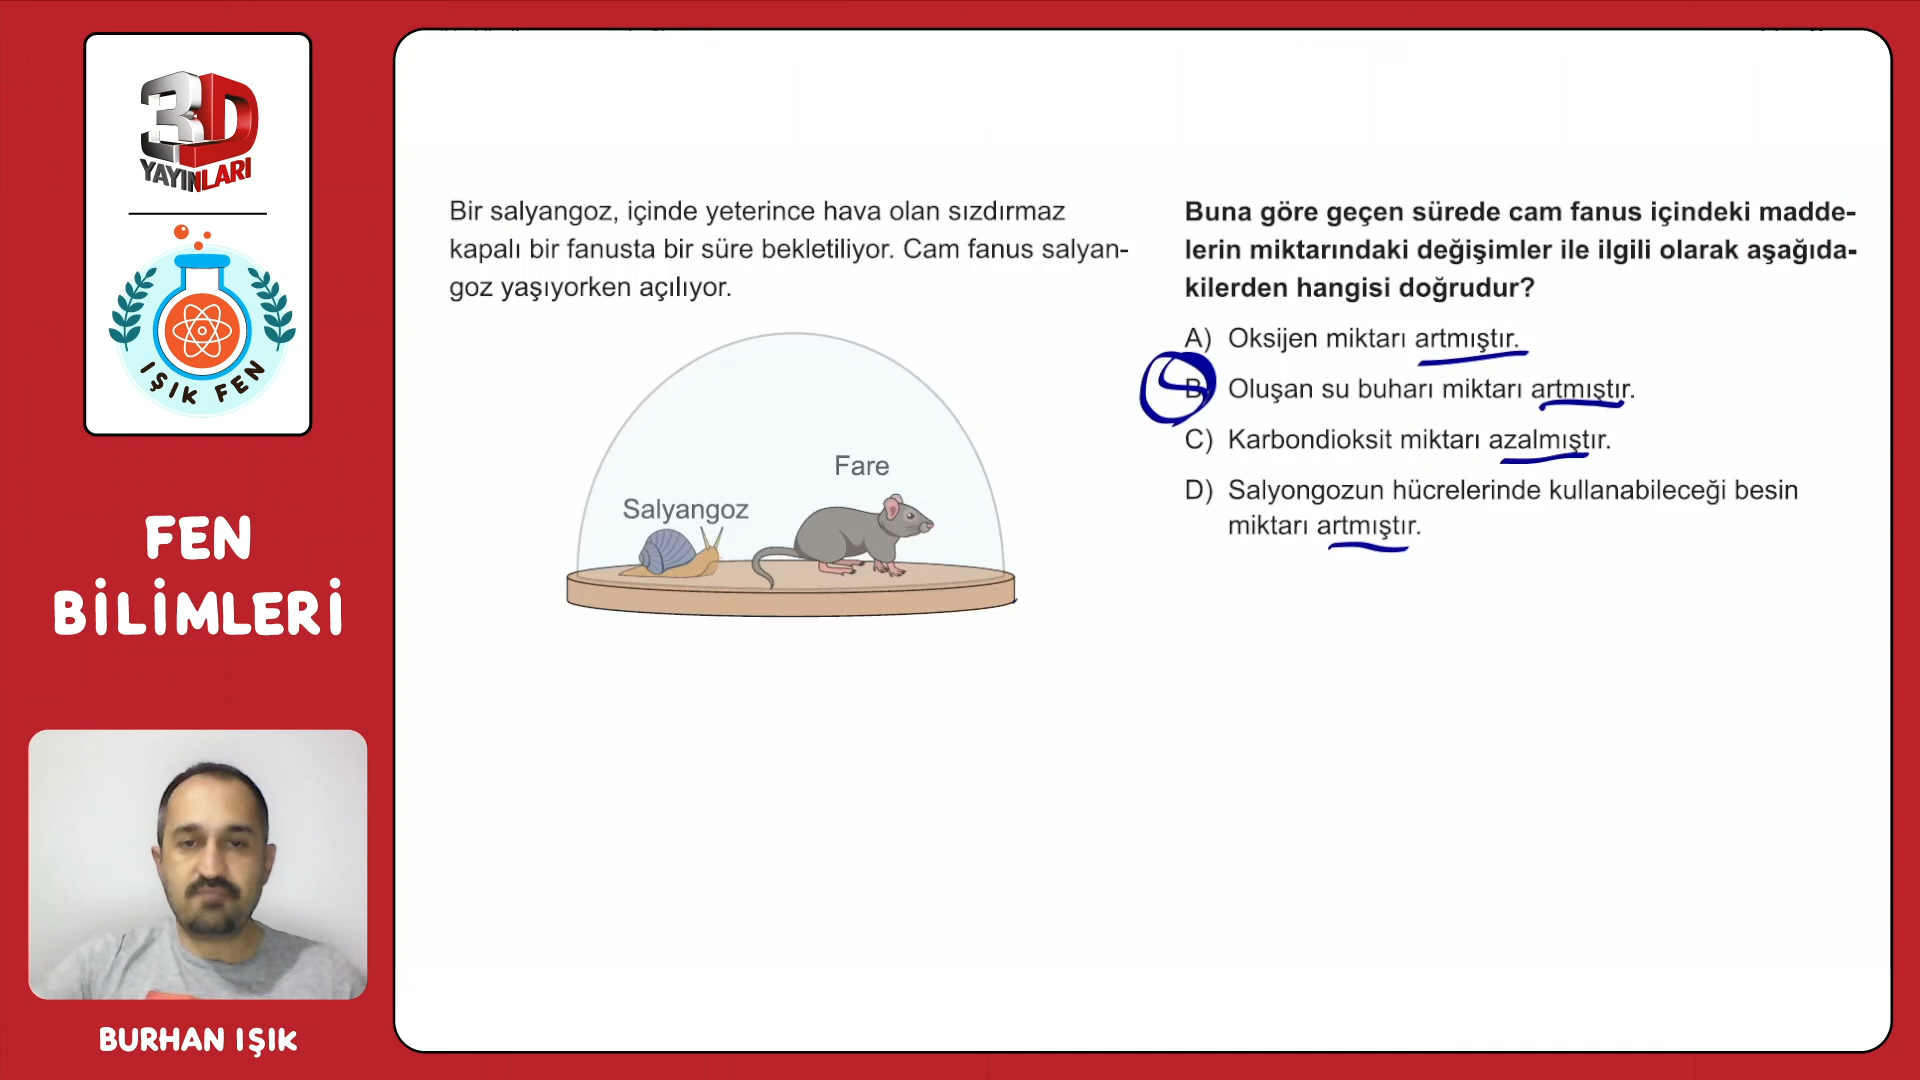 3D
YAYINLARI
IŞIK FEN
FEN
BİLİMLERİ
BURHAN IŞIK
Bir salyangoz, içinde yeterince hava olan sızdırmaz
kapalı bir fanusta bir süre bekletiliyor. Cam fanus salyan-
goz yaşıyorken açılıyor.
Fare
Salyangoz
Buna göre geçen sürede cam fanus içindeki madde-
lerin miktarındaki değişimler ile ilgili olarak aşağıda-
kilerden hangisi doğrudur?
A) Oksijen miktarı artmıştır.
B) Oluşan su buharı miktarı artmıştır.
C) Karbondioksit miktarı azalmıştır.
D) Salyongozun hücrelerinde kullanabileceği besin
miktarı artmıştır.